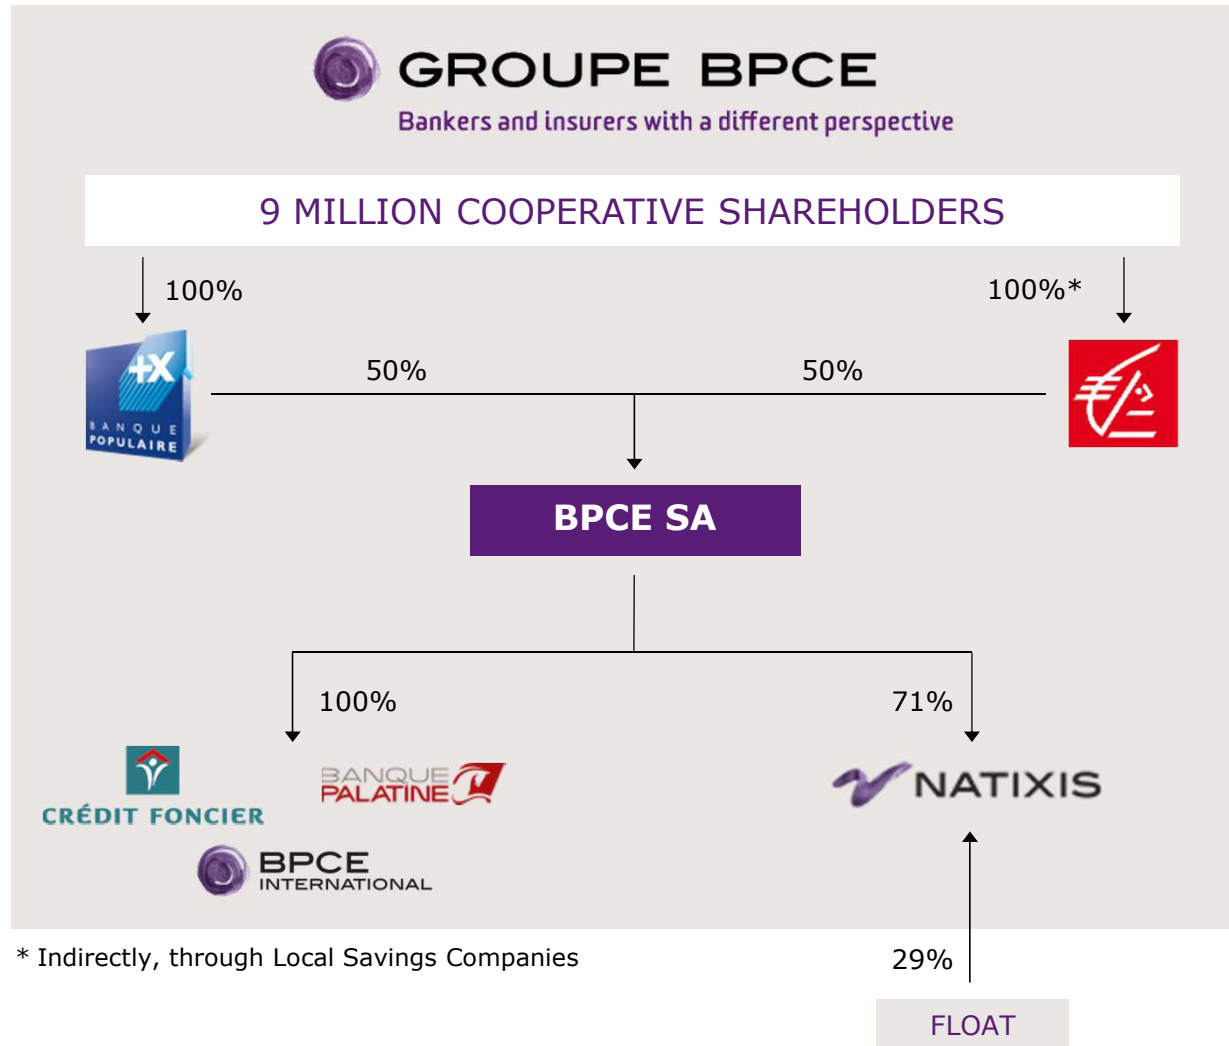 GROUPE BPCE
Bankers and insurers with a different perspective
9 MILLION COOPERATIVE SHAREHOLDERS
100%
100%*
BANQUE
POPULAIRE
50%
50%
BPCE SA
100%
71%
CRÉDIT FONCIER
BANQUE
PALATINE
NATIXIS
BPCE
INTERNATIONAL
* Indirectly, through Local Savings Companies
29%
FLOAT